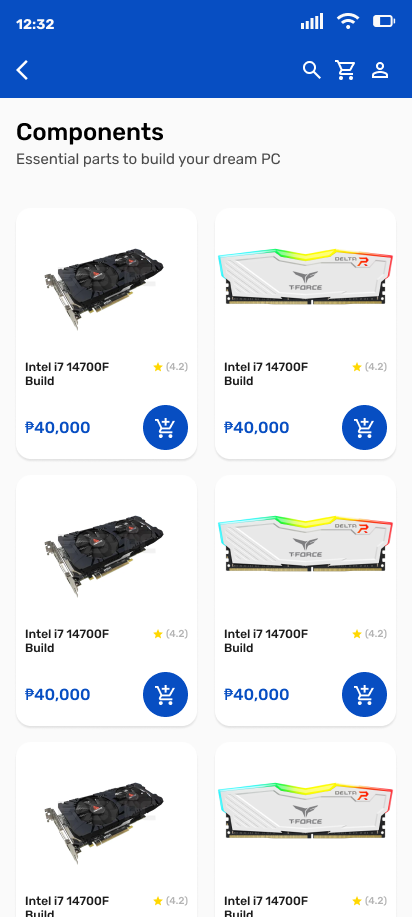 12:32
Components
Essential parts to build your dream PC
DELTA R
T-FORCE
Intel i7 14700F
Build
(4.2)
₱40,000
Intel i7 14700F
Build
(4.2)
₱40,000
DELTA R
T-FORCE
Intel i7 14700F
Build
(4.2)
₱40,000
Intel i7 14700F
Build
(4.2)
₱40,000
DELTA R
T-FORCE
Intel i7 14700F
Build
(4.2)
Intel i7 14700F
Build
(4.2)